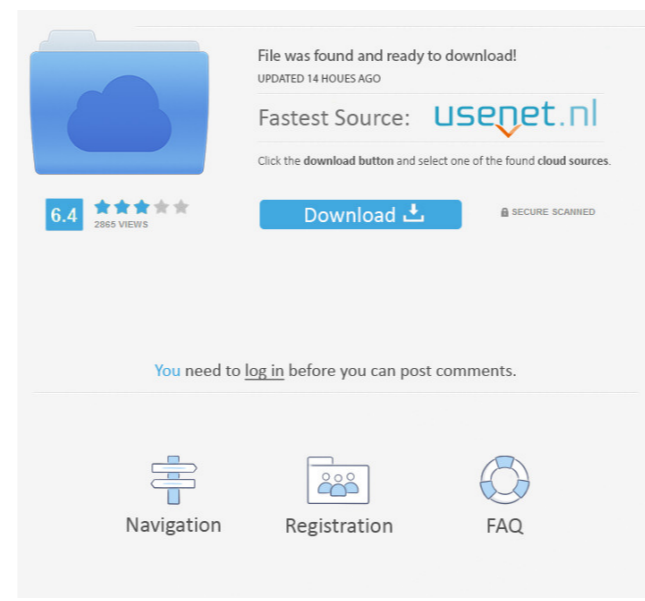 File was found and ready to download!
UPDATED 14 HOUES AGO
Fastest Source: usenet.nl
Click the download button and select one of the found cloud sources.
6.4
2865 VIEWS
Download
SECURE SCANNED
You need to log in before you can post comments.
Navigation
Registration
FAQ